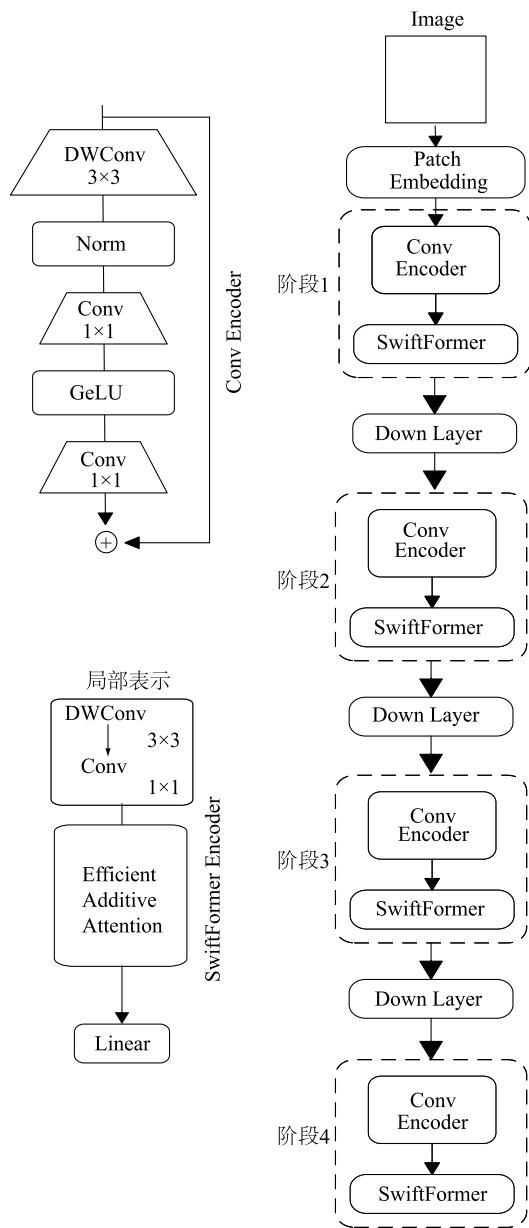 DWConv
3×3
Norm
Conv
1×1
GeLU
Conv
1×1
+
Conv Encoder
局部表示
DWConv
3×3
Conv
1×1
Efficient
Additive
Attention
Linear
SwiftFormer Encoder
Image
Patch
Embedding
阶段1
Conv
Encoder
SwiftFormer
Down Layer
阶段2
Conv
Encoder
SwiftFormer
Down Layer
阶段3
Conv
Encoder
SwiftFormer
Down Layer
阶段4
Conv
Encoder
SwiftFormer